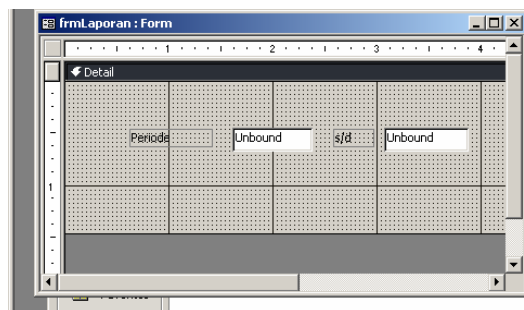 frmLaporan : Form
1 2 3 4
Detail
Periode Unbound s/d Unbound
1